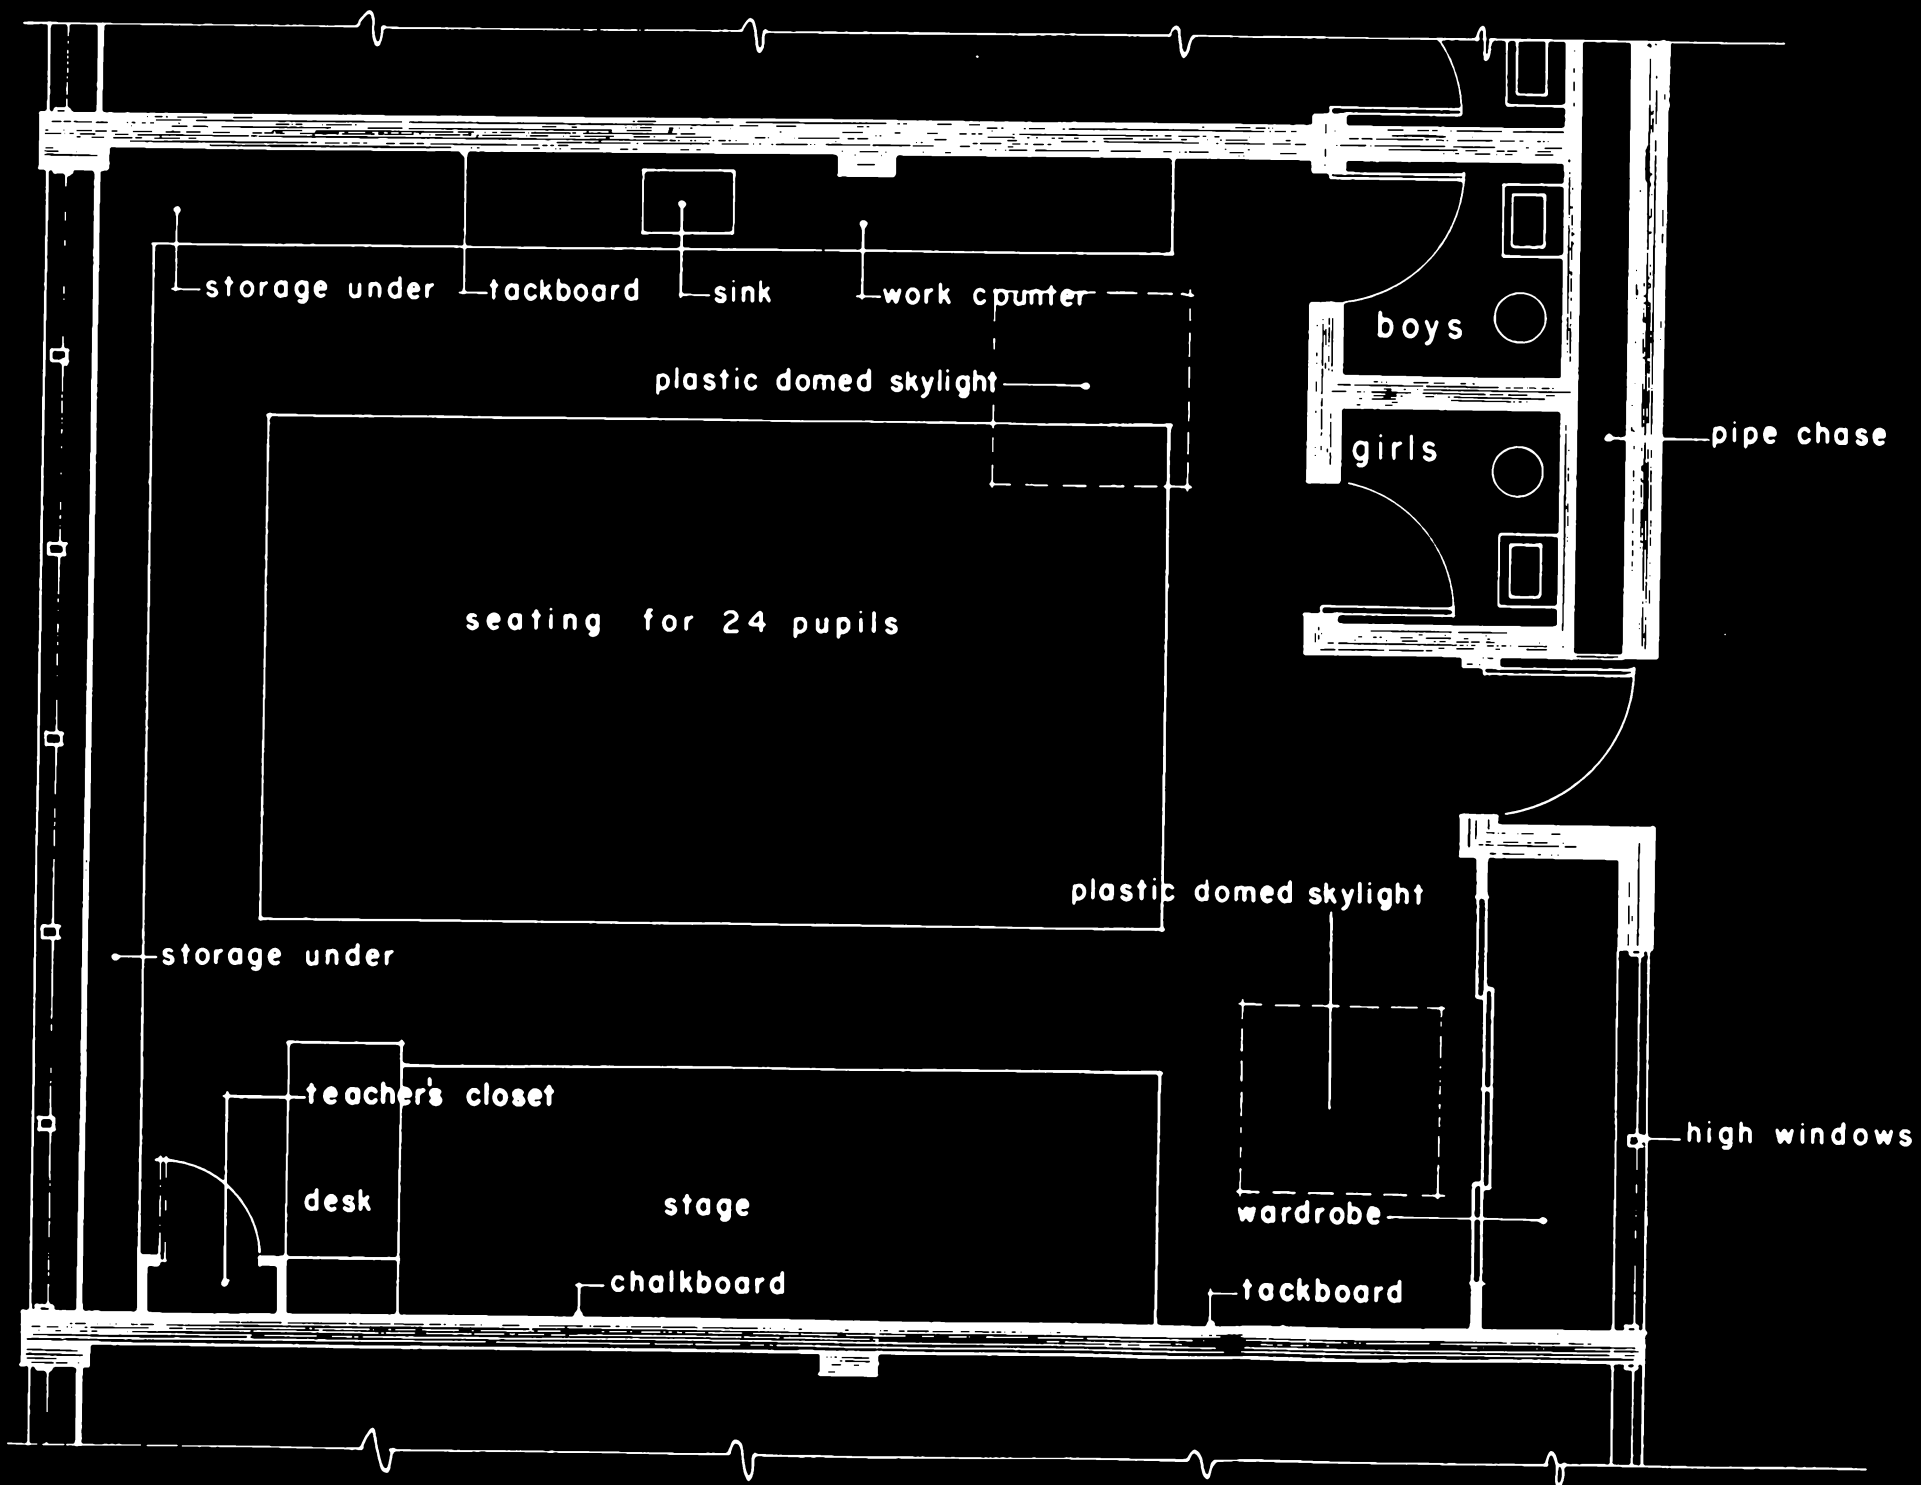 storage under
tackboard
sink
work counter
boys
plastic domed skylight
pipe chase
girls
seating for 24 pupils
plastic domed skylight
storage under
teacher's closet
high windows
desk
stage
wardrobe
chalkboard
tackboard